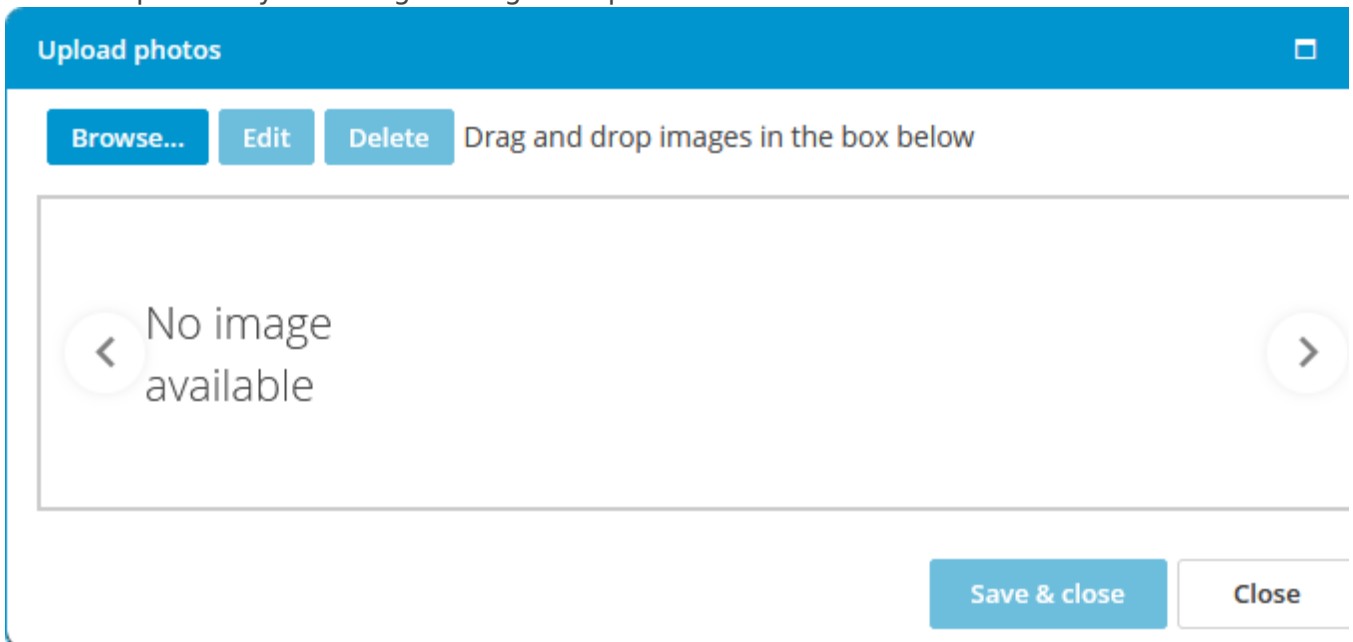 Upload photos
Browse... Edit Delete Drag and drop images in the box below
No image
available
Save & close Close